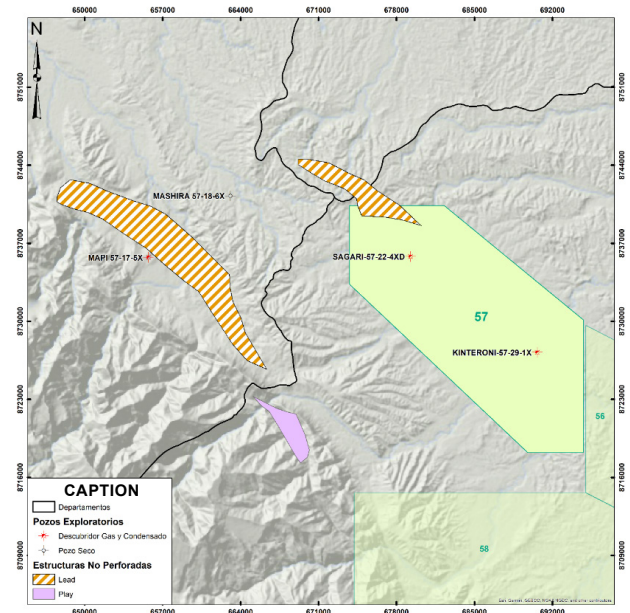 650000 657000 664000 671000 678000 685000 692000
N
8751000
8744000
8737000
8730000
8723000
8716000
8709000
MASHIRA 57-18-6X
MAPI 57-17-5X
SAGARI-57-22-4XD
57
KINTERONI-57-29-1X
56
58
CAPTION
Departamentos
Pozos Exploratorios
Descubridor Gas y Condensado
Pozo Seco
Estructuras No Perforadas
Lead
Play
650000 657000 664000 671000 678000 685000 692000